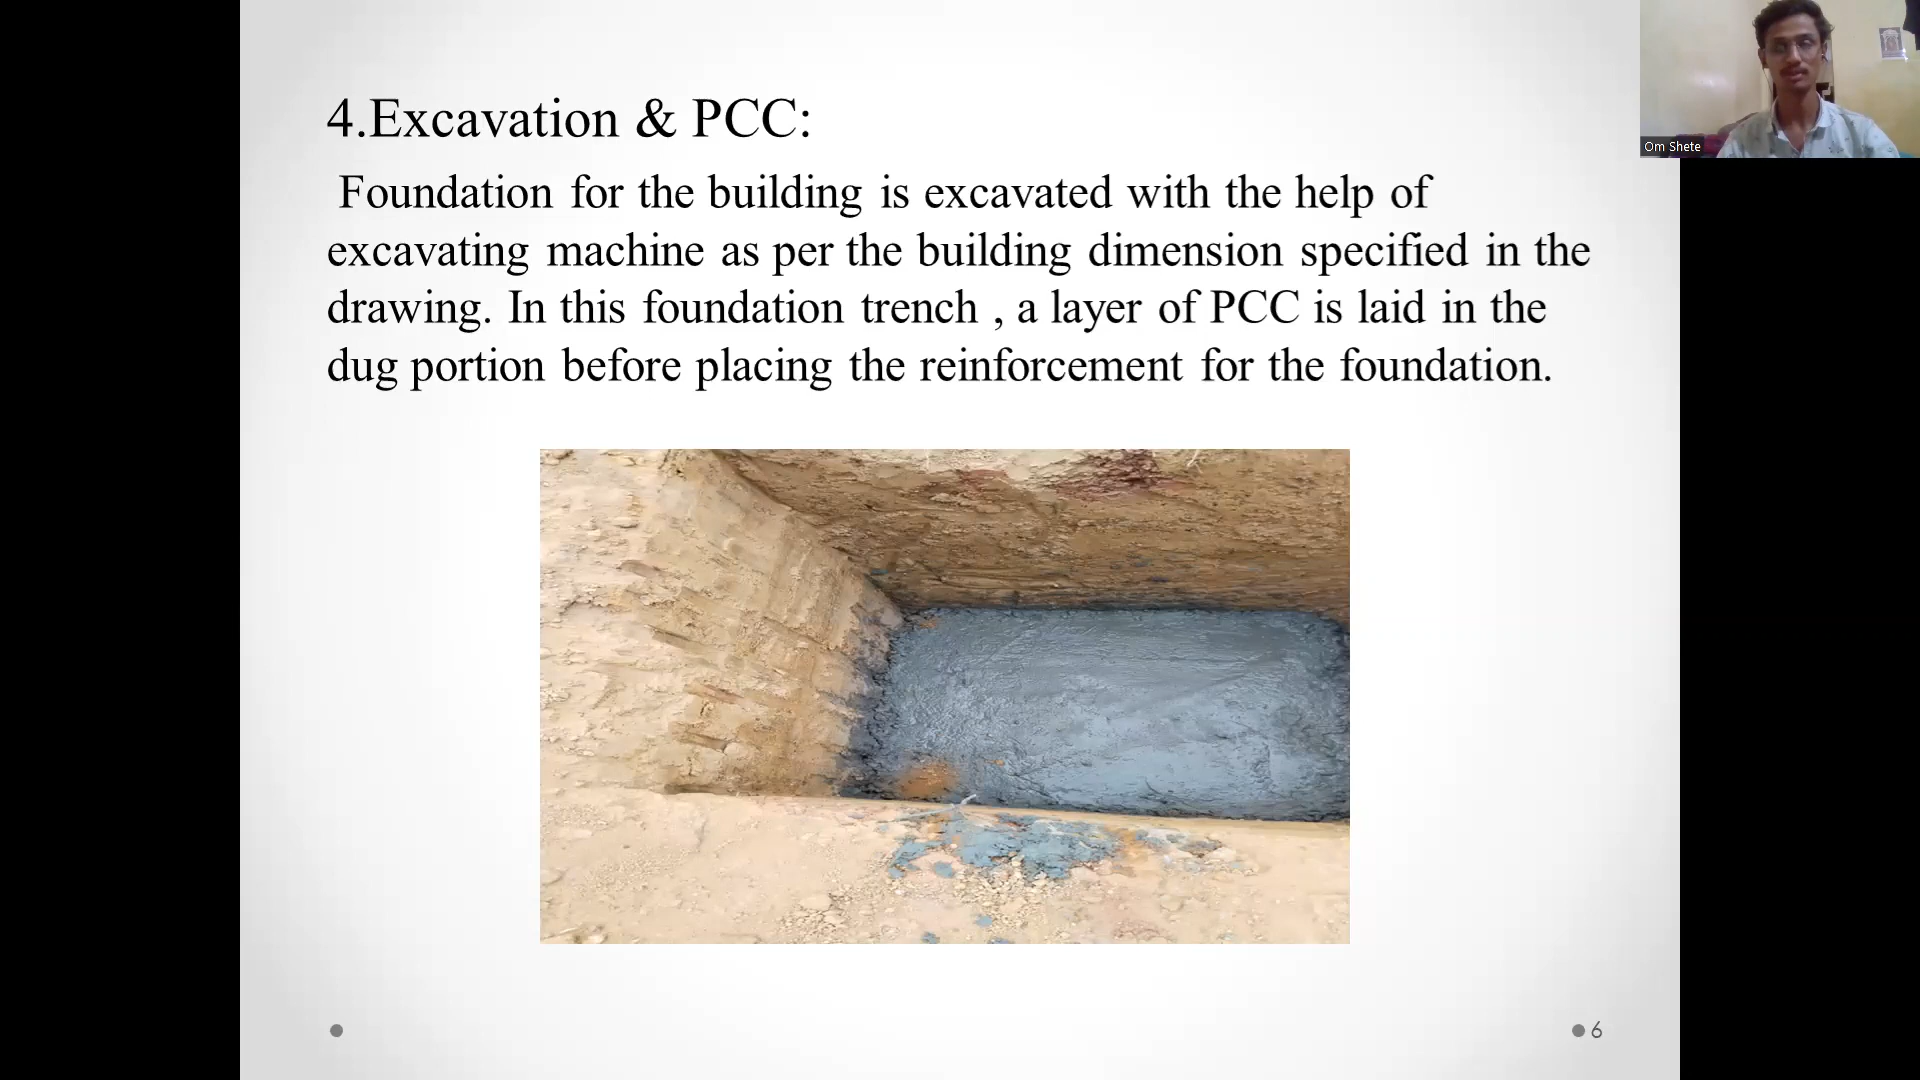 4.Excavation & PCC:
Foundation for the building is excavated with the help of
excavating machine as per the building dimension specified in the
drawing. In this foundation trench , a layer of PCC is laid in the
dug portion before placing the reinforcement for the foundation.
Om Shete
6